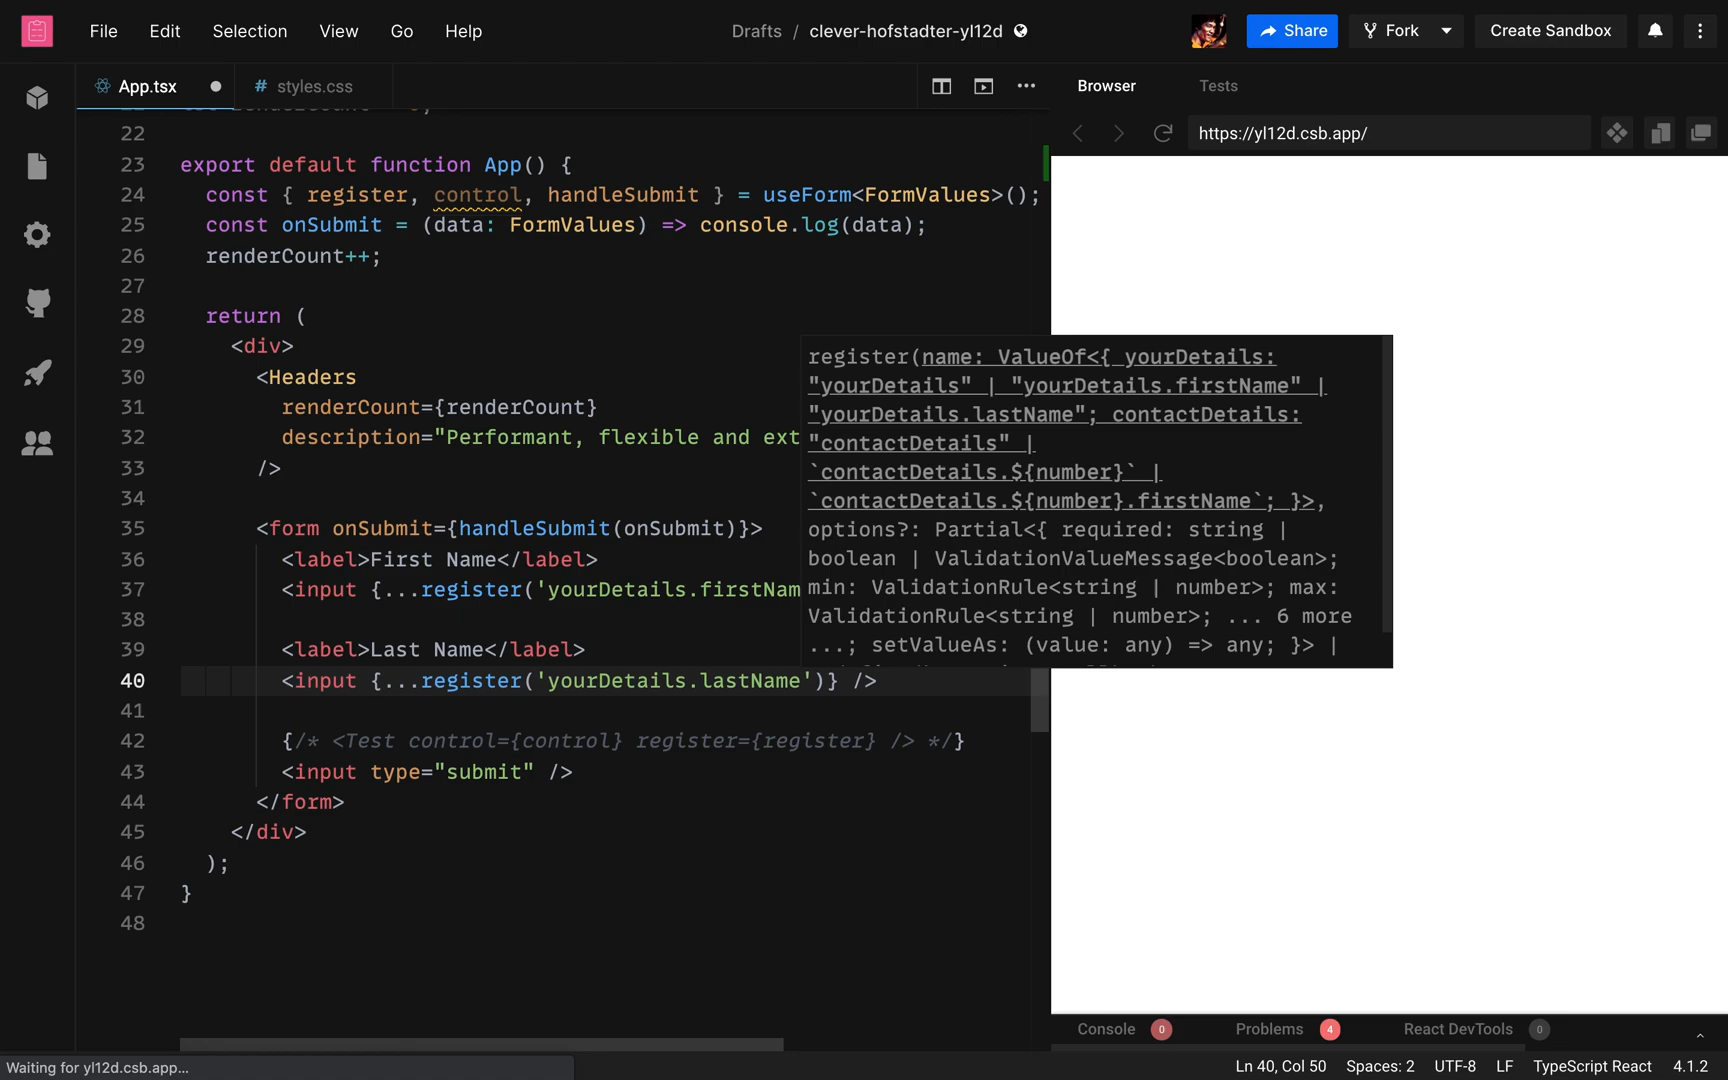 File Edit Selection View Go Help
Drafts / clever-hofstadter-yl12d
Share Fork Create Sandbox
App.tsx # styles.css
Browser Tests
https://yl12d.csb.app/
22
23 export default function App() {
24 const { register, control, handleSubmit } = useForm<FormValues>();
25 const onSubmit = (data: FormValues) => console.log(data);
26 renderCount++;
27
28 return (
29 <div>
30 <Headers
31 renderCount={renderCount}
32 description="Performant, flexible and ext
33 />
34
35 <form onSubmit={handleSubmit(onSubmit)}>
36 <label>First Name</label>
37 <input {...register('yourDetails.firstNam
38
39 <label>Last Name</label>
40 <input {...register('yourDetails.lastName')} />
41
42 {/* <Test control={control} register={register} /> */}
43 <input type="submit" />
44 </form>
45 </div>
46 );
47 }
48
register(name: ValueOf<{ yourDetails:
"yourDetails" | "yourDetails.firstName" |
"yourDetails.lastName"; contactDetails:
"contactDetails" |
`contactDetails.${number}` |
`contactDetails.${number}.firstName`; }>,
options?: Partial<{ required: string |
boolean | ValidationValueMessage<boolean>;
min: ValidationRule<string | number>; max:
ValidationRule<string | number>; ... 6 more
...; setValueAs: (value: any) => any; }> |
Console 0 Problems 4 React DevTools 0
Waiting for yl12d.csb.app...
Ln 40, Col 50 Spaces: 2 UTF-8 LF TypeScript React 4.1.2